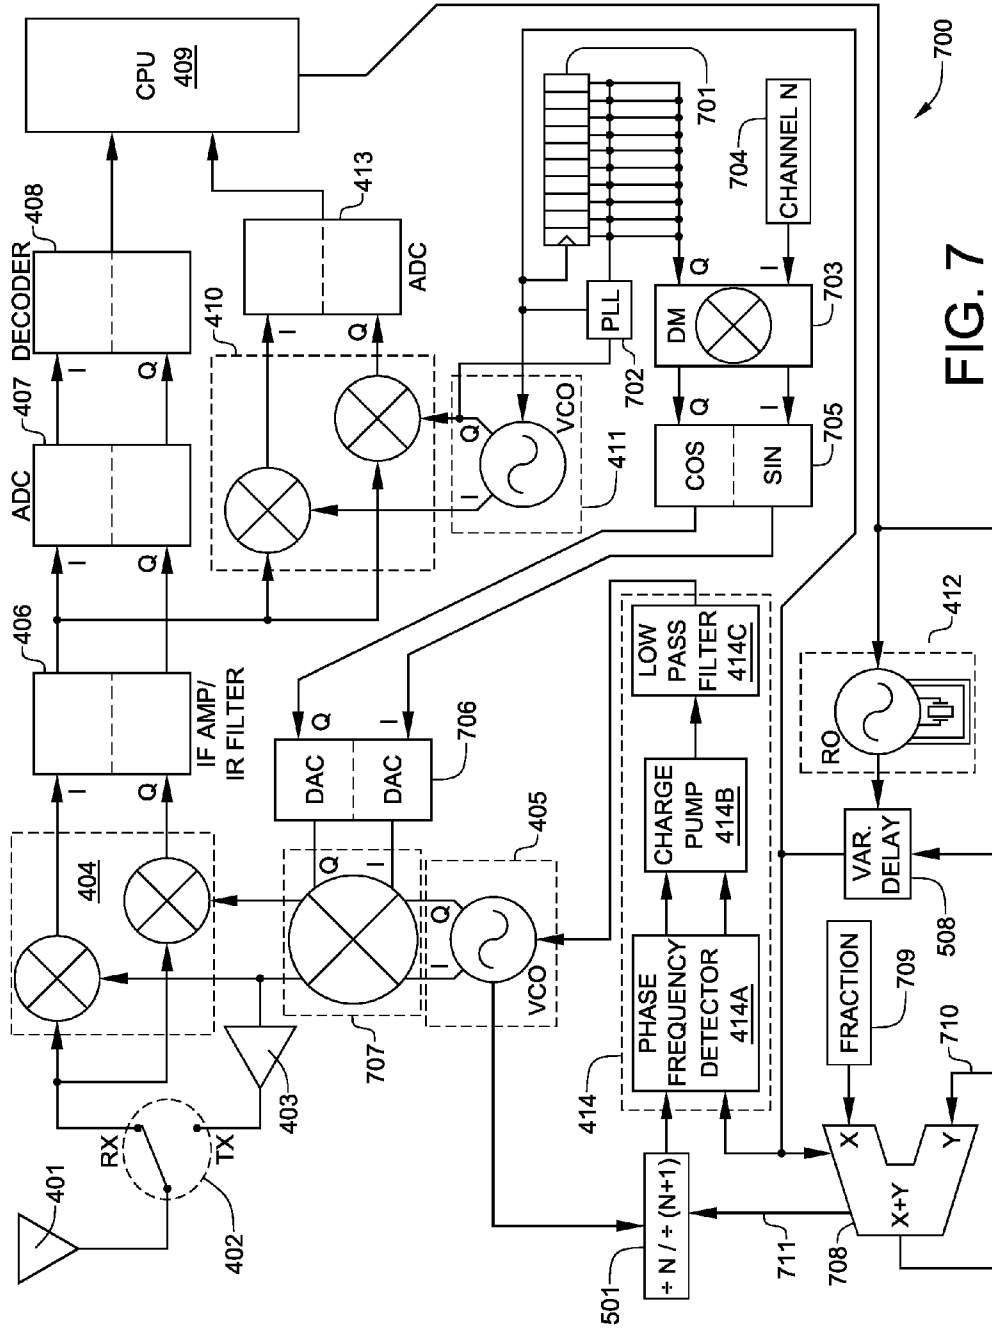 401
RX
TX
402
403
404
I
Q
406
IF AMP/
IR FILTER
I
Q
407
ADC
I
Q
408
DECODER
CPU
409
413
ADC
410
I
Q
I
Q
VCO
411
701
PLL
702
704
CHANNEL N
Q
I
DM
703
Q
I
COS
SIN
705
Q
I
DAC
DAC
706
Q
I
707
I
Q
VCO
405
414
PHASE
FREQUENCY
DETECTOR
414A
CHARGE
PUMP
414B
LOW
PASS
FILTER
414C
RO
412
VAR.
DELAY
508
FRACTION
709
710
X
Y
X+Y
708
711
÷ N / ÷ (N+1)
501
700
FIG. 7